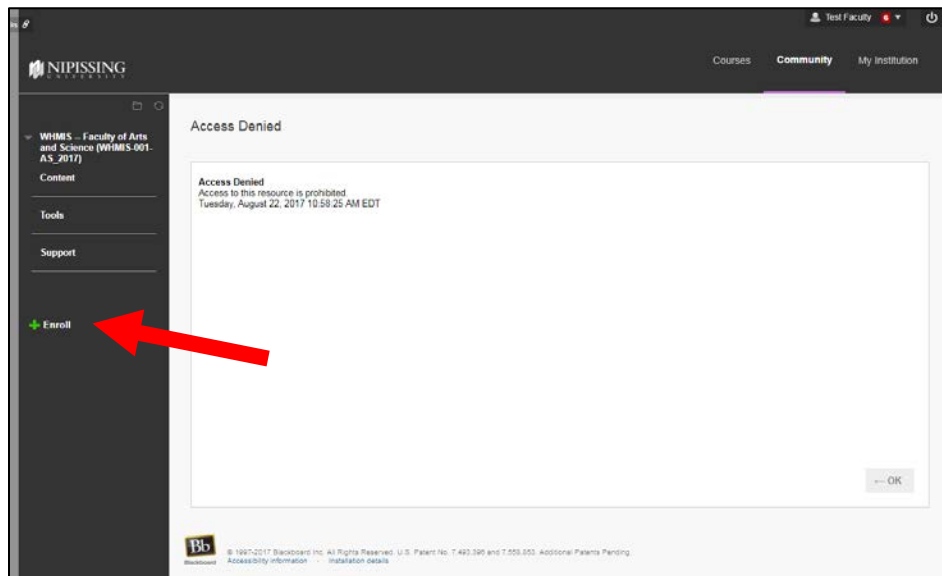 Test Faculty 6
NIPISSING
UNIVERSITY
Courses Community My Institution
WHMIS -- Faculty of Arts
and Science (WHMIS-001-
AS_2017)
Content
Tools
Support
Enroll
Access Denied
Access Denied
Access to this resource is prohibited.
Tuesday, August 22, 2017 10:58:25 AM EDT
← OK
Bb
Blackboard
© 1997-2017 Blackboard Inc. All Rights Reserved. U.S. Patent No. 7,493,396 and 7,558,853. Additional Patents Pending.
Accessibility information - Installation details